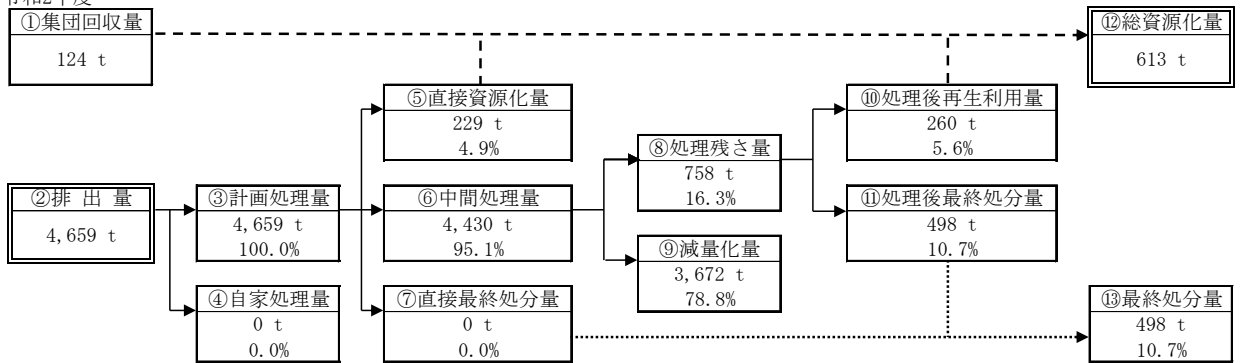 ①集団回収量
124 t
⑫総資源化量
613 t
⑤直接資源化量
229 t
4.9%
⑩処理後再生利用量
260 t
5.6%
⑧処理残さ量
758 t
16.3%
②排 出 量
4,659 t
③計画処理量
4,659 t
100.0%
⑥中間処理量
4,430 t
95.1%
⑪処理後最終処分量
498 t
10.7%
⑨減量化量
3,672 t
78.8%
④自家処理量
0 t
0.0%
⑦直接最終処分量
0 t
0.0%
⑬最終処分量
498 t
10.7%